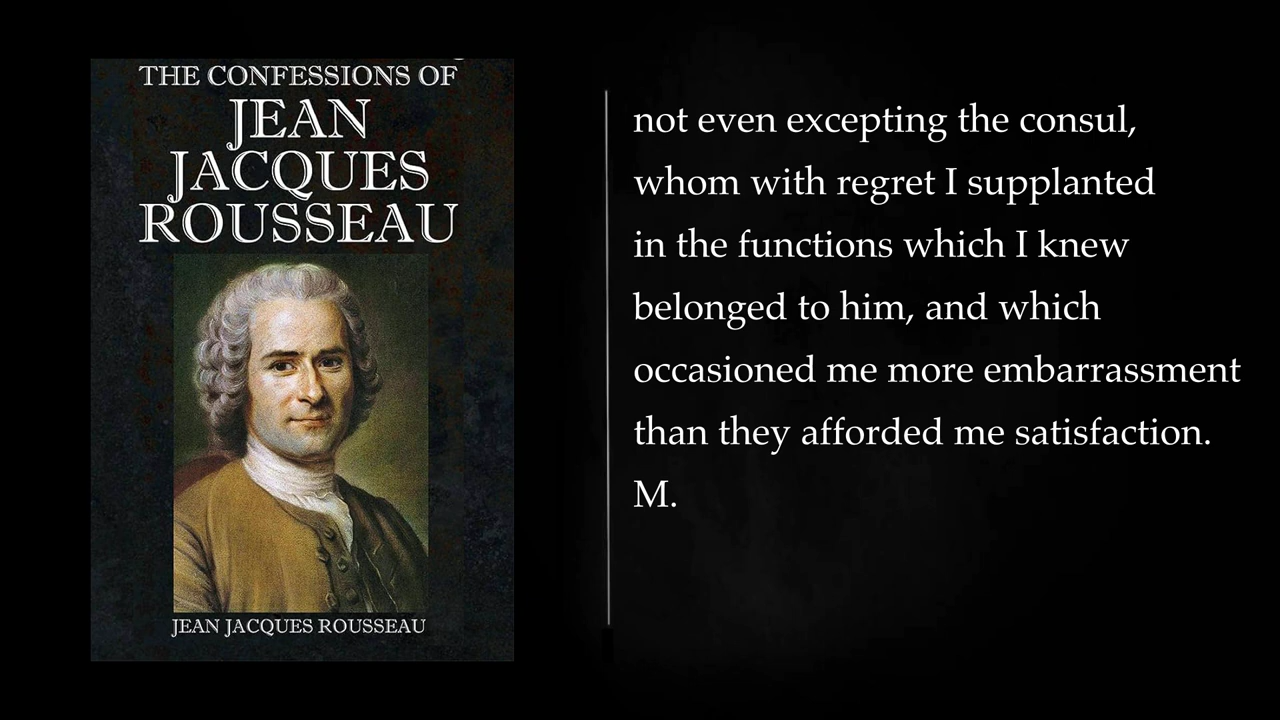 THE CONFESSIONS OF
JEAN
JACQUES
ROUSSEAU
JEAN JACQUES ROUSSEAU
not even excepting the consul,
whom with regret I supplanted
in the functions which I knew
belonged to him, and which
occasioned me more embarrassment
than they afforded me satisfaction.
M.